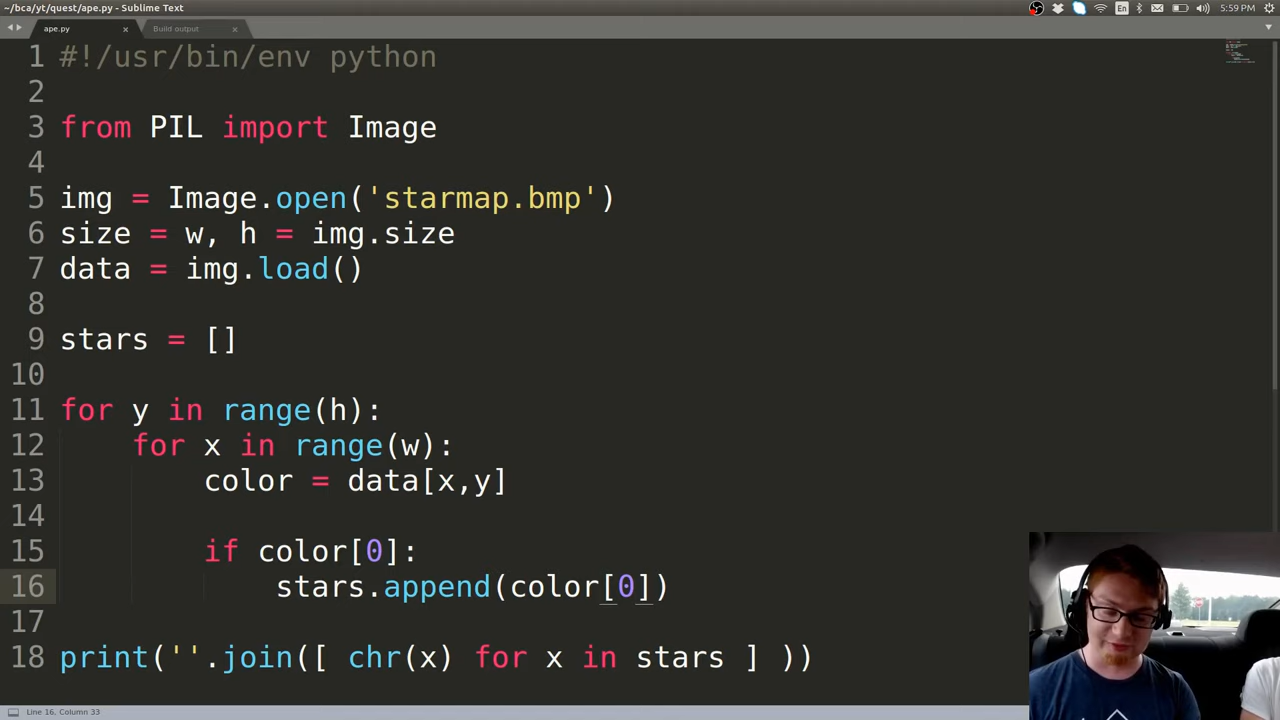 ~/bca/yt/quest/ape.py - Sublime Text
En
5:59 PM
ape.py
Build output
1 #!/usr/bin/env python
2
3 from PIL import Image
4
5 img = Image.open('starmap.bmp')
6 size = w, h = img.size
7 data = img.load()
8
9 stars = []
10
11 for y in range(h):
12 for x in range(w):
13 color = data[x,y]
14
15 if color[0]:
16 stars.append(color[0])
17
18 print(''.join([ chr(x) for x in stars ] ))
Line 16, Column 33